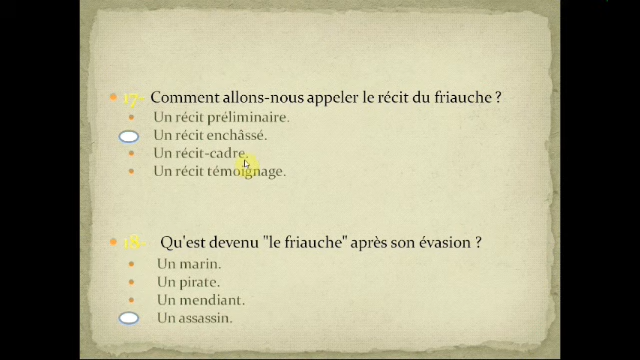 17- Comment allons-nous appeler le récit du friauche ?
Un récit préliminaire.
Un récit enchâssé.
Un récit-cadre.
Un récit témoignage.
18- Qu'est devenu "le friauche" après son évasion ?
Un marin.
Un pirate.
Un mendiant.
Un assassin.